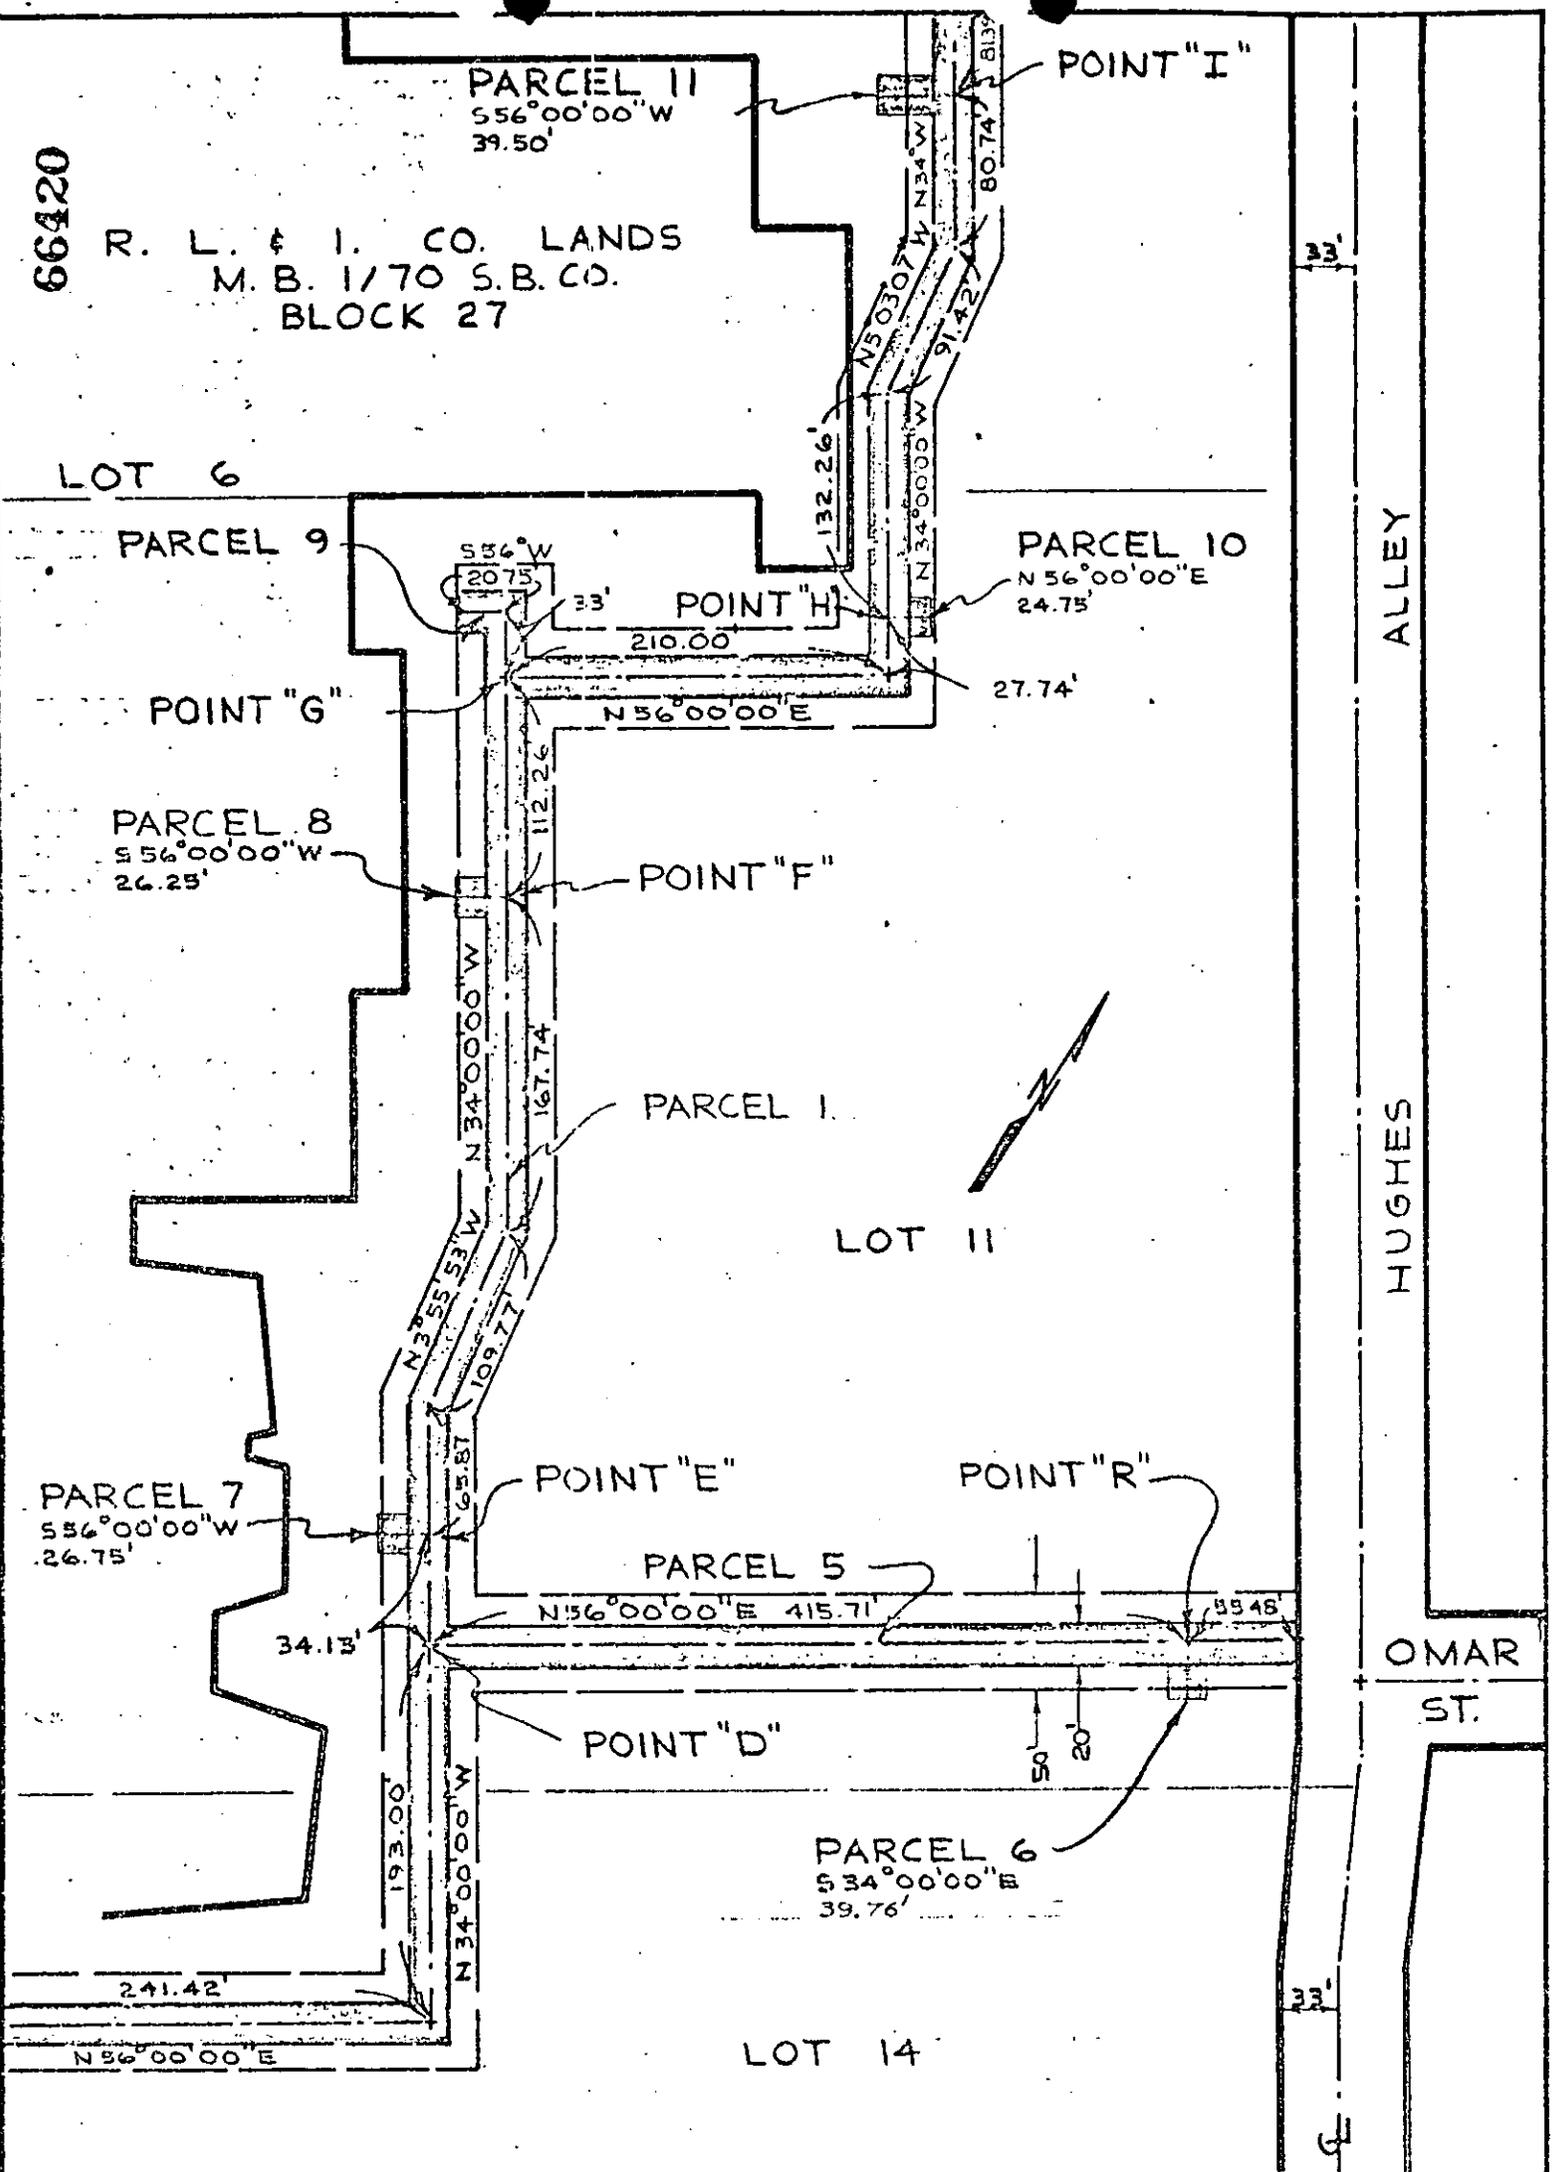 66420
PARCEL 11
S56°00'00"W
39.50'
POINT "I"
N34°W
80.74'
R. L. & I. CO. LANDS
M. B. 1/70 S.B. CO.
BLOCK 27
33'
91.42'
132.26'
N34°00'00"W
LOT 6
PARCEL 9
S56°W
20.75
33'
POINT "H"
210.00'
N56°00'00"E
PARCEL 10
N56°00'00"E
24.75'
27.74'
ALLEY
POINT "G"
112.26
PARCEL 8
S56°00'00"W
26.25'
POINT "F"
N34°00'00"W
167.74'
PARCEL 1
N
LOT 11
HUGHES
N3°55'53"W
109.77'
65.87
PARCEL 7
S56°00'00"W
26.75'
POINT "E"
POINT "R"
PARCEL 5
N56°00'00"E 415.71'
55.48'
34.13'
OMAR
ST.
POINT "D"
50'
20'
193.00'
N34°00'00"W
PARCEL 6
S34°00'00"E
39.76'
241.42'
N56°00'00"E
33'
LOT 14